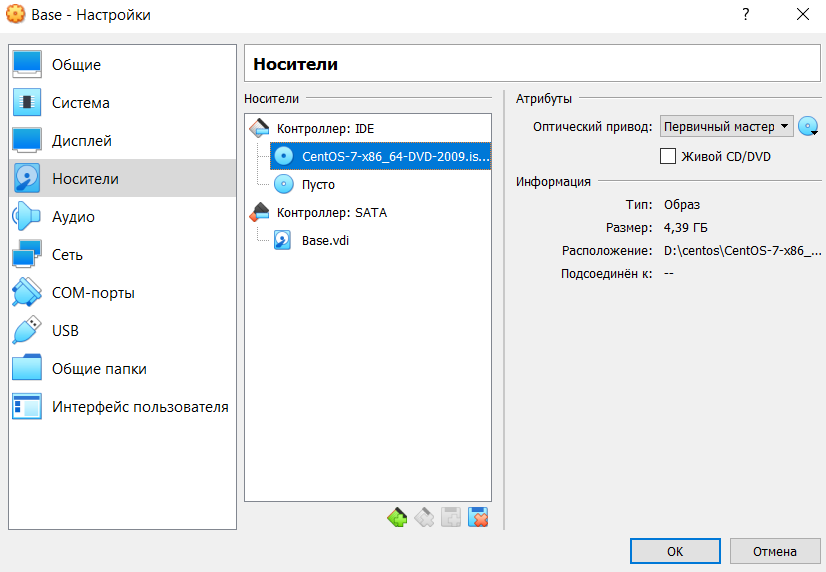 Base - Настройки
?
Общие
Система
Дисплей
Носители
Аудио
Сеть
COM-порты
USB
Общие папки
Интерфейс пользователя
Носители
Носители
Контроллер: IDE
CentOS-7-x86_64-DVD-2009.is...
Пусто
Контроллер: SATA
Base.vdi
Атрибуты
Оптический привод: Первичный мастер
Живой CD/DVD
Информация
Тип: Образ
Размер: 4,39 ГБ
Расположение: D:\centos\CentOS-7-x86_...
Подсоединён к: --
OK
Отмена